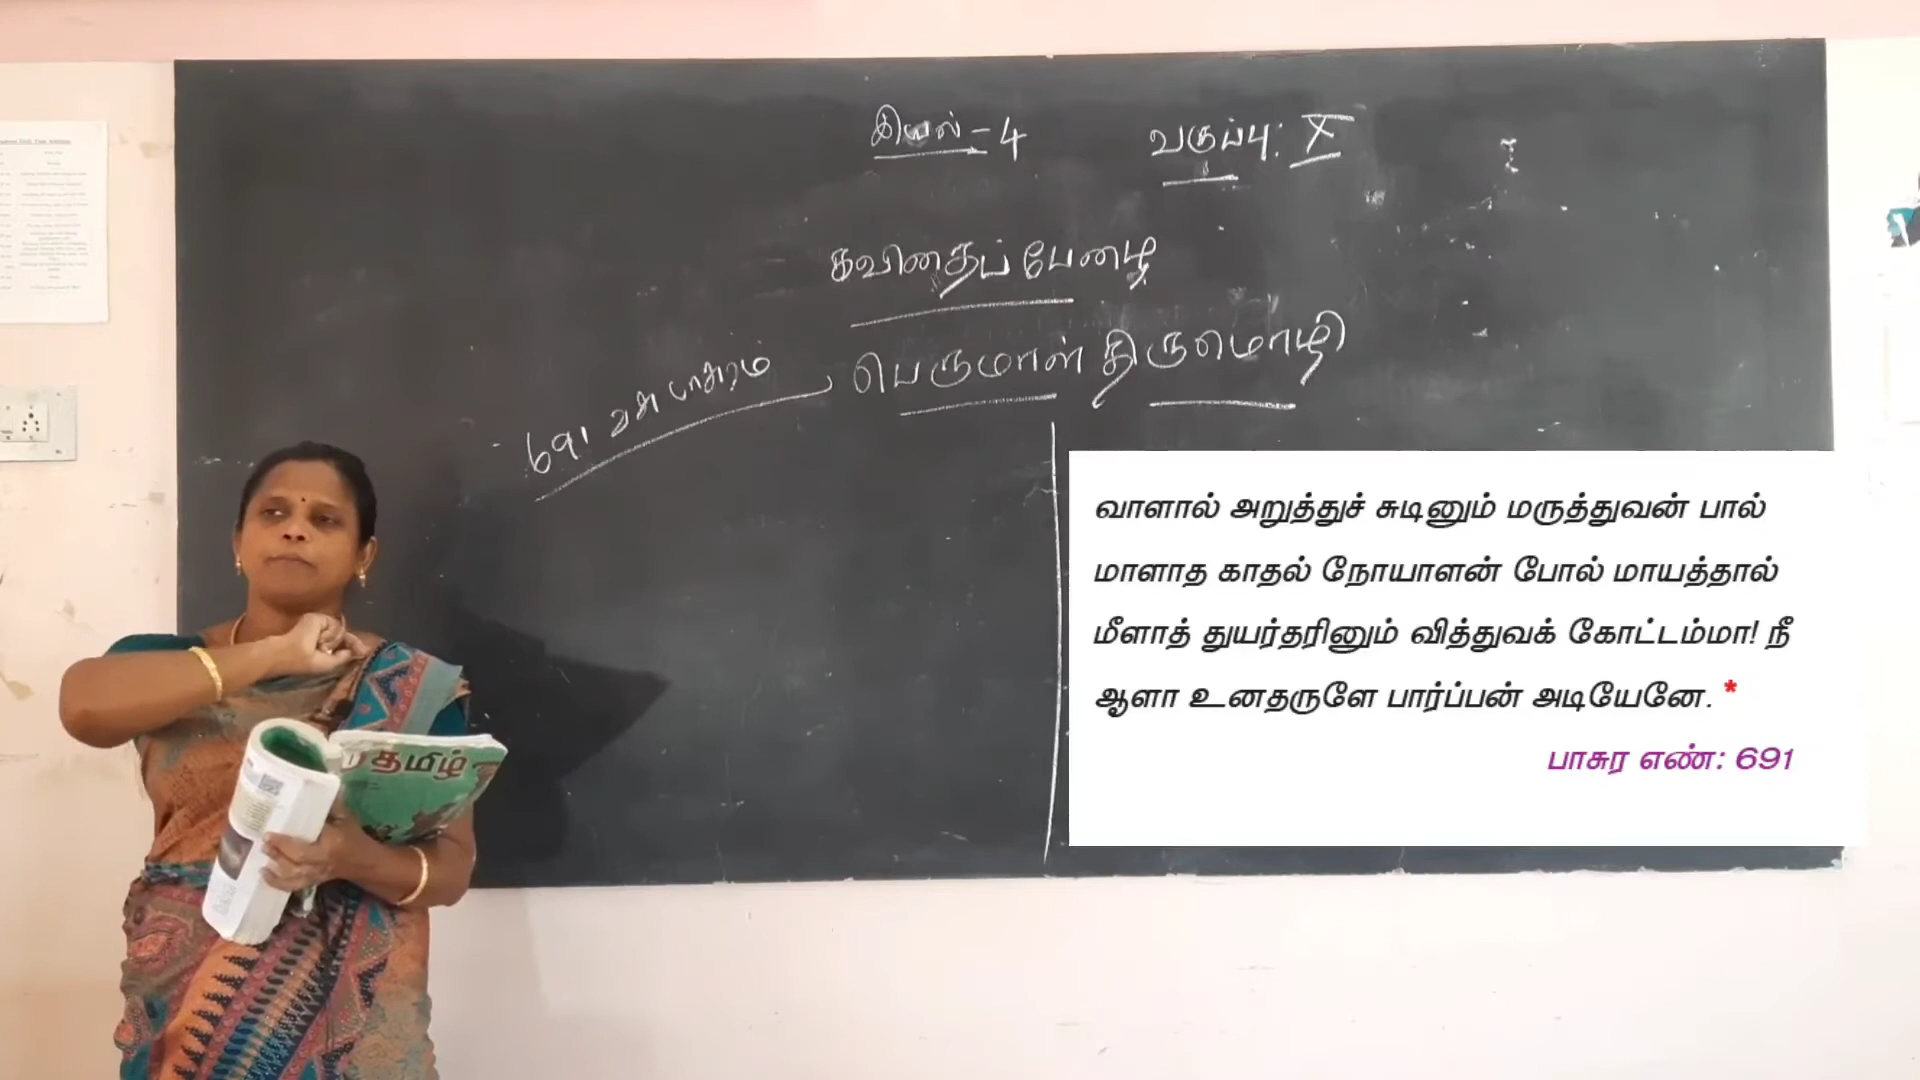 இயல் - 4
வகுப்பு: X
கவிதைப் பேழை
பெருமாள் திருமொழி
691 வது பாசுரம்
வாளால் அறுத்துச் சுடினும் மருத்துவன் பால்
மாளாத காதல் நோயாளன் போல் மாயத்தால்
மீளாத் துயர்தரினும் வித்துவக் கோட்டம்மா! நீ
ஆளா உனதருளே பார்ப்பன் அடியேனே. *
பாசுர எண்: 691
தமிழ்